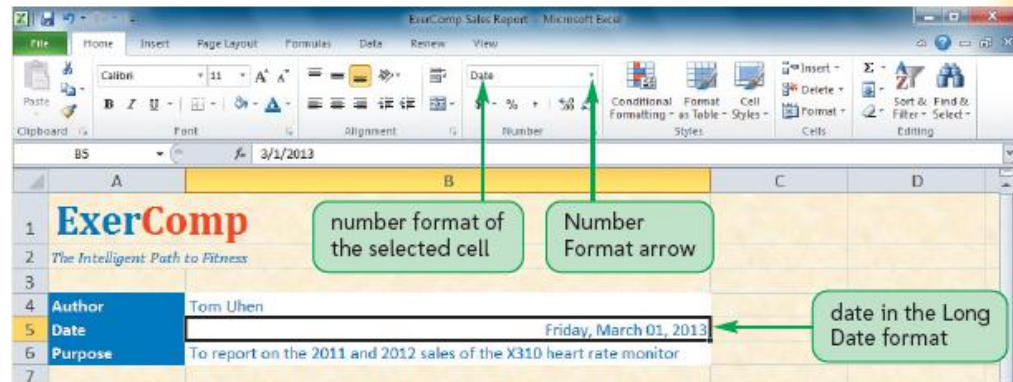 ExerComp Sales Report - Microsoft Excel
File Home Insert Page Layout Formulas Data Review View
Paste
Calibri 11 A A
B I U A
Date
$ % ,
Conditional Formatting
Format as Table
Cell Styles
Insert
Delete
Format
Σ
Sort & Filter
Find & Select
Clipboard Font Alignment Number Styles Cells Editing
B5 fx 3/1/2013
A B C D
1 ExerComp
2 The Intelligent Path to Fitness
3
4 Author Tom Uhen
5 Date Friday, March 01, 2013
6 Purpose To report on the 2011 and 2012 sales of the X310 heart rate monitor
7
number format of
the selected cell
Number
Format arrow
date in the Long
Date format